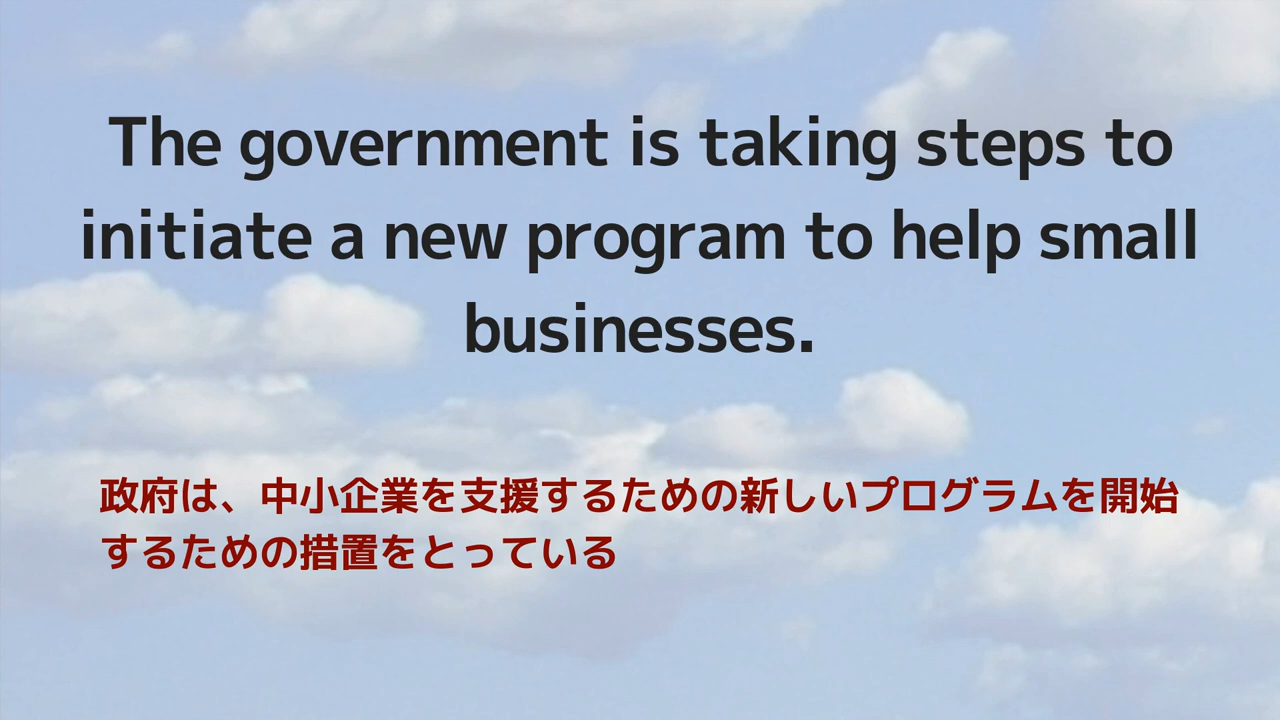 The government is taking steps to
initiate a new program to help small
businesses.
政府は、中小企業を支援するための新しいプログラムを開始
するための措置をとっている